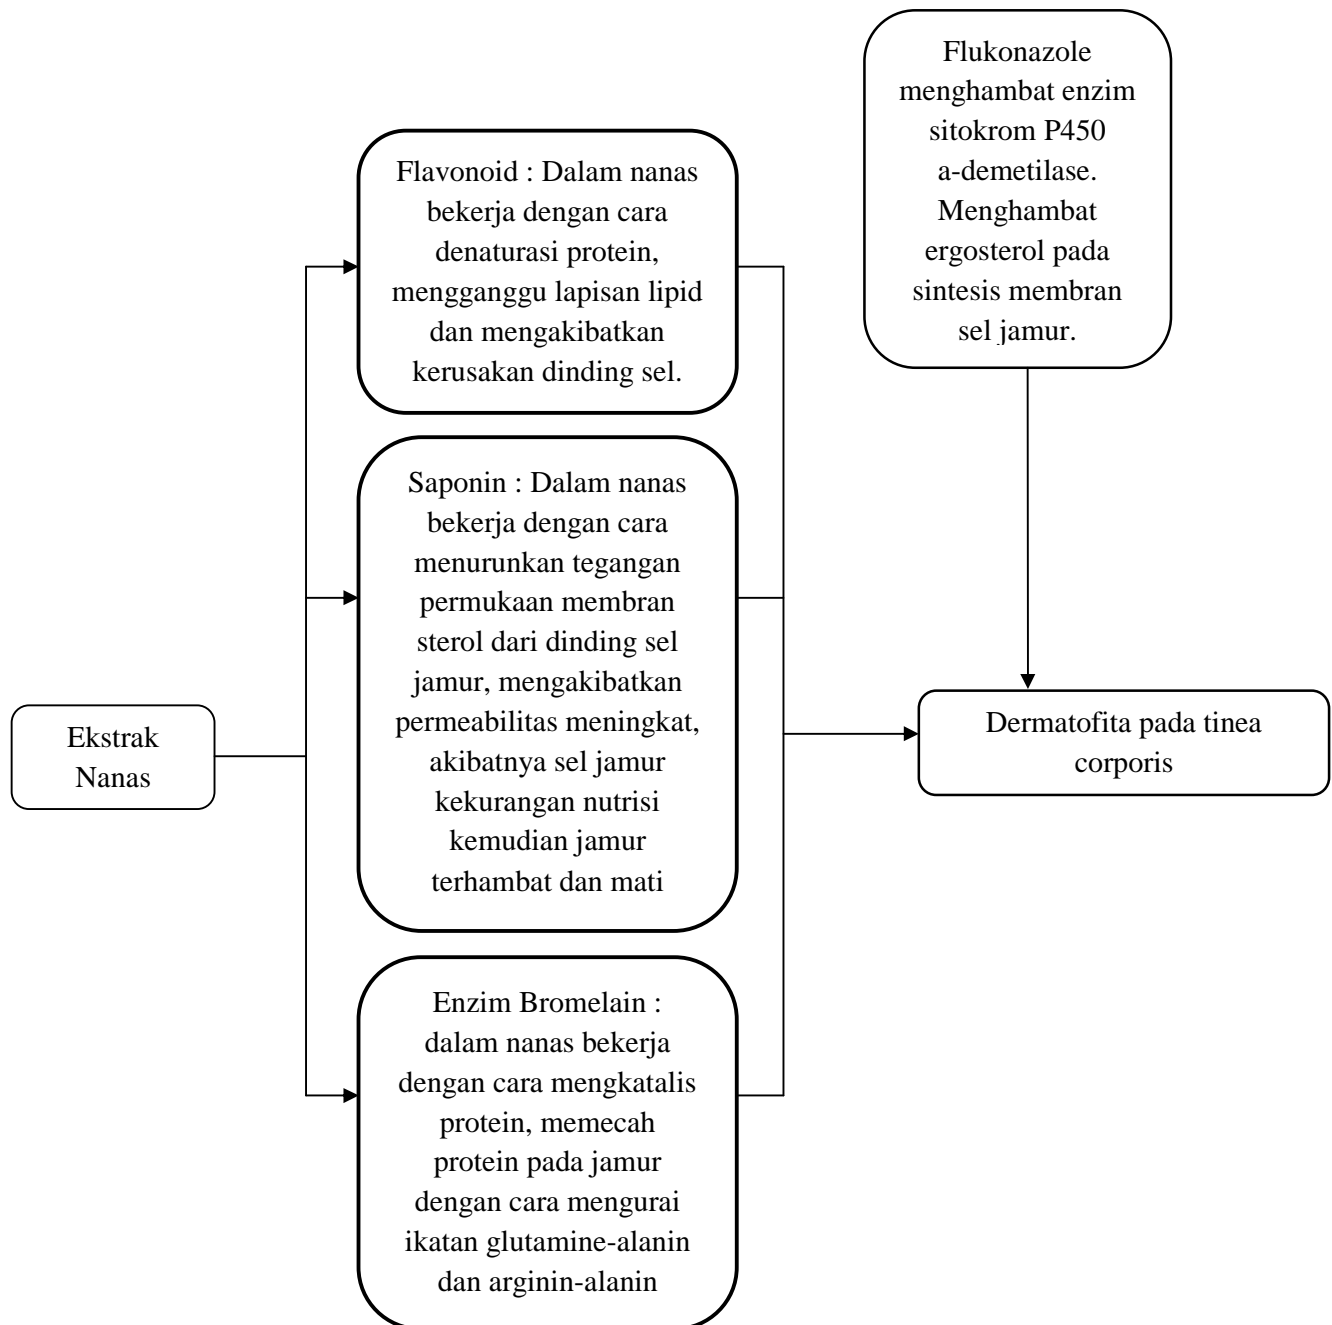 Flukonazole
menghambat enzim
sitokrom P450
a-demetilase.
Menghambat
ergosterol pada
sintesis membran
sel jamur.
Flavonoid : Dalam nanas
bekerja dengan cara
denaturasi protein,
mengganggu lapisan lipid
dan mengakibatkan
kerusakan dinding sel.
Saponin : Dalam nanas
bekerja dengan cara
menurunkan tegangan
permukaan membran
sterol dari dinding sel
jamur, mengakibatkan
permeabilitas meningkat,
akibatnya sel jamur
kekurangan nutrisi
kemudian jamur
terhambat dan mati
Ekstrak
Nanas
Dermatofita pada tinea
corporis
Enzim Bromelain :
dalam nanas bekerja
dengan cara mengkatalis
protein, memecah
protein pada jamur
dengan cara mengurai
ikatan glutamine-alanin
dan arginin-alanin